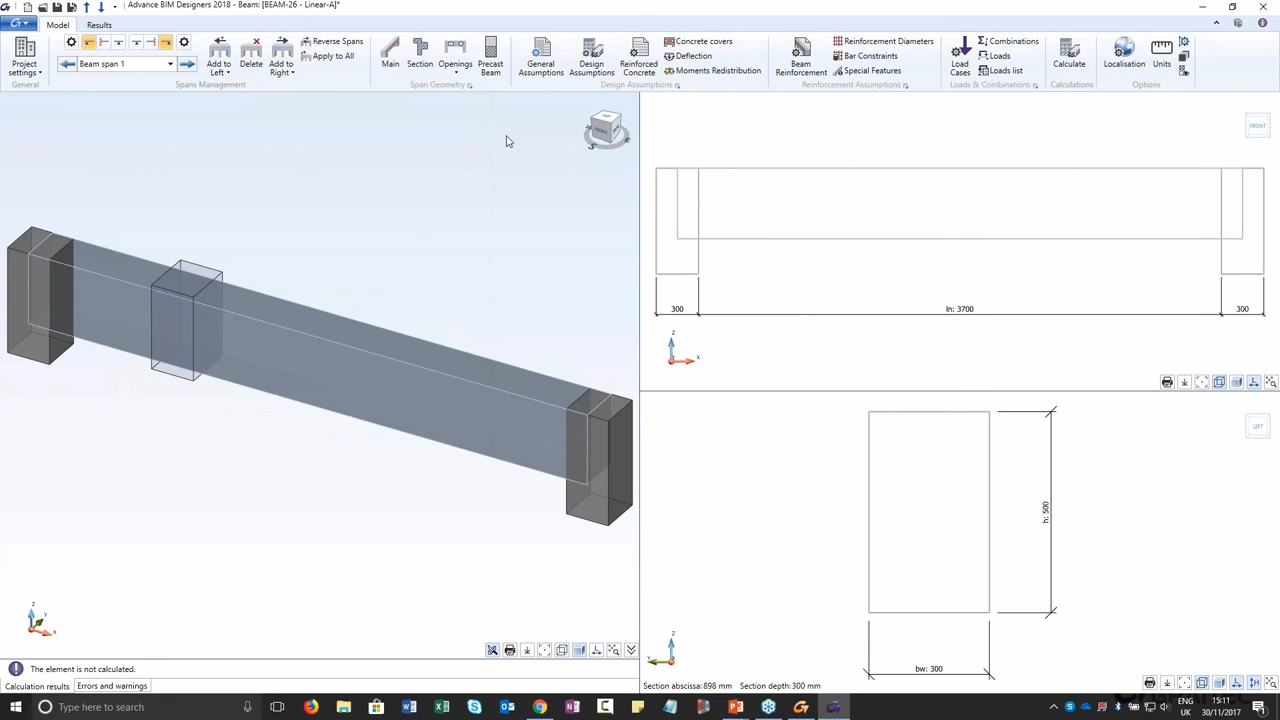 Advance BIM Designers 2018 - Beam: [BEAM-26 - Linear-A]*
Model
Results
Project settings
Beam span 1
Add to Left
Delete
Add to Right
Reverse Spans
Apply to All
Main
Section
Openings
Precast Beam
General Assumptions
Design Assumptions
Reinforced Concrete
Concrete covers
Deflection
Moments Redistribution
Beam Reinforcement
Reinforcement Diameters
Bar Constraints
Special Features
Load Cases
Combinations
Loads
Loads list
Calculate
Localisation
Units
General
Spans Management
Span Geometry
Design Assumptions
Reinforcement Assumptions
Loads & Combinations
Calculations
Options
FRONT
S
E
FRONT
300
ln: 3700
300
Z
X
LEFT
h: 500
bw: 300
Z
Y
Z
Y
X
The element is not calculated.
Calculation results
Errors and warnings
Section abscissa: 898 mm
Section depth: 300 mm
Type here to search
ENG
UK
15:11
30/11/2017